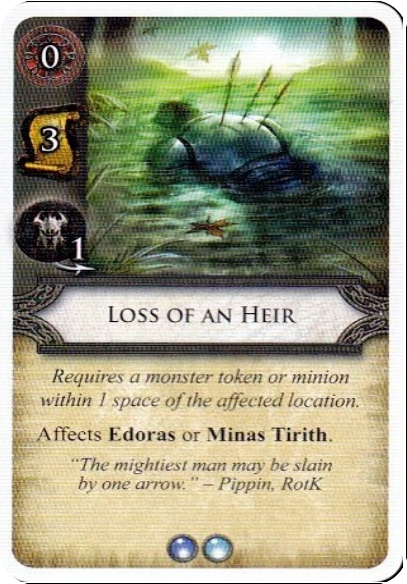 0
3
1
LOSS OF AN HEIR
Requires a monster token or minion
within 1 space of the affected location.
Affects Edoras or Minas Tirith.
“The mightiest man may be slain
by one arrow.” – Pippin, RotK